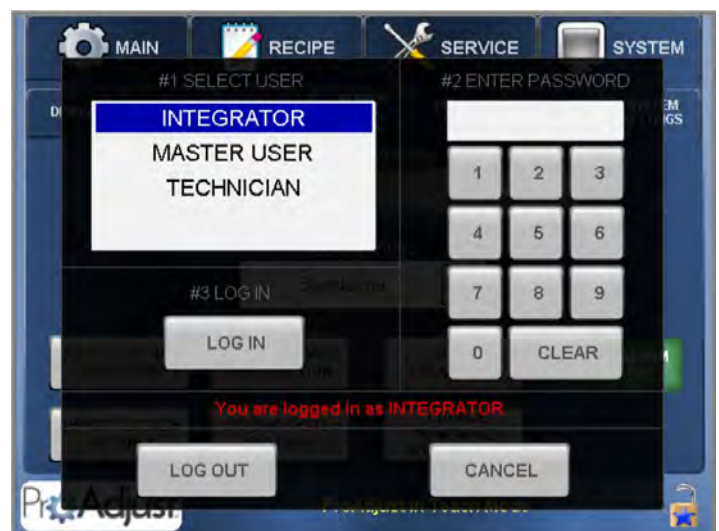 MAIN RECIPE SERVICE SYSTEM
#1 SELECT USER
#2 ENTER PASSWORD
INTEGRATOR
MASTER USER
TECHNICIAN
1 2 3
4 5 6
7 8 9
0 CLEAR
#3 LOG IN
LOG IN
You are logged in as INTEGRATOR
LOG OUT
CANCEL
ProAdjust